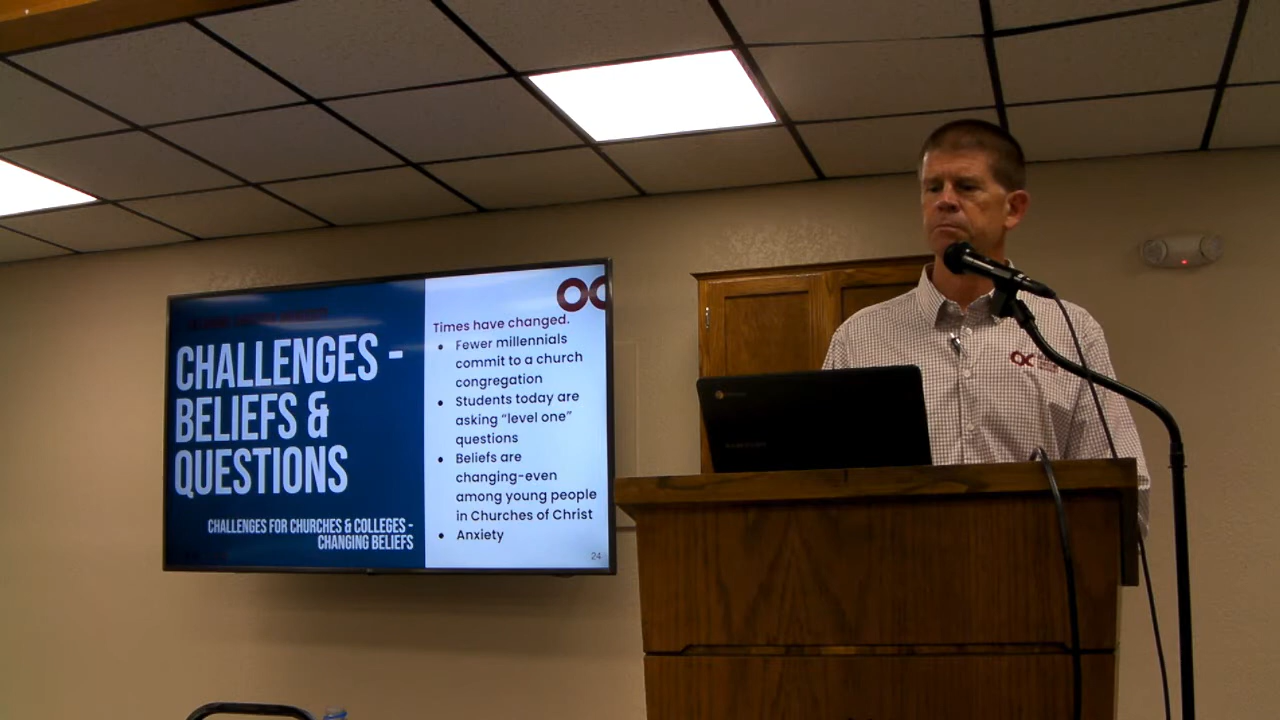 OC
CHALLENGES -
BELIEFS &
QUESTIONS
CHALLENGES FOR CHURCHES & COLLEGES -
CHANGING BELIEFS
Times have changed.
• Fewer millennials
commit to a church
congregation
• Students today are
asking “level one”
questions
• Beliefs are
changing-even
among young people
in Churches of Christ
• Anxiety
24
OC